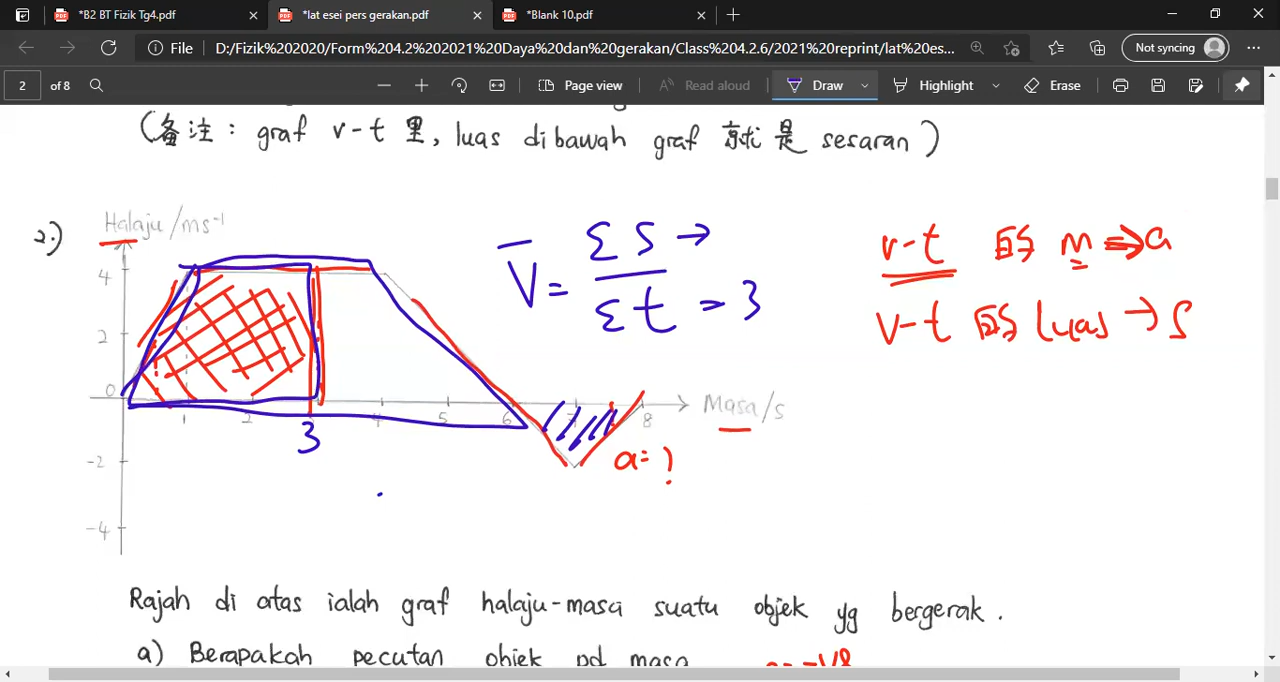 *B2 BT Fizik Tg4.pdf
*lat esei pers gerakan.pdf
*Blank 10.pdf
File D:/Fizik%202020/Form%204.2%202021%20Daya%20dan%20gerakan/Class%204.2.6/2021%20reprint/lat%20es...
Not syncing
2 of 8 Page view Read aloud Draw Highlight Erase
(备注: graf v-t 里, luas dibawah graf 就是 sesaran)
2.) Halaju/ms⁻¹
v̄ = Σs → / Σt = 3
v-t 的 m ⇒ a
v-t 的 luas → s
4
2
0
1 2 3 4 5 6 7 8 Masa/s
-2
a = ?
-4
Rajah di atas ialah graf halaju-masa suatu objek yg bergerak.
a) Berapakah pecutan objek pd masa